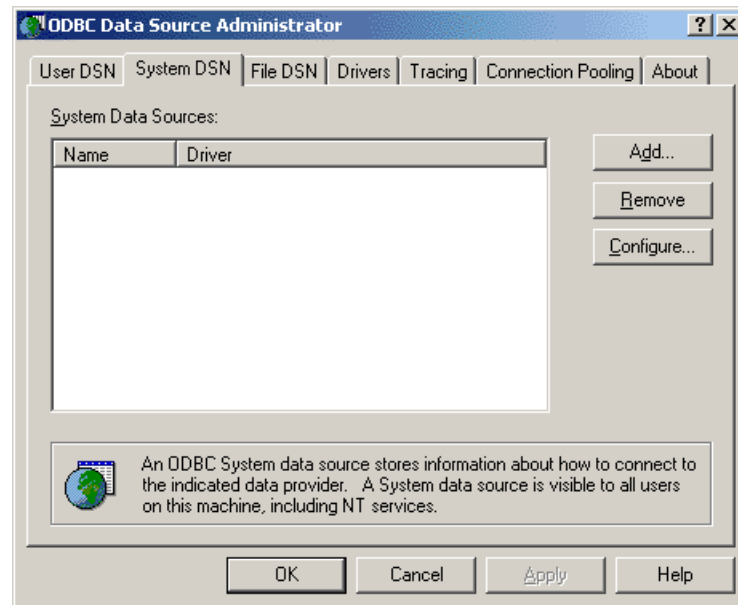 ODBC Data Source Administrator
User DSN System DSN File DSN Drivers Tracing Connection Pooling About
System Data Sources:
Name Driver
Add...
Remove
Configure...
An ODBC System data source stores information about how to connect to
the indicated data provider. A System data source is visible to all users
on this machine, including NT services.
OK Cancel Apply Help